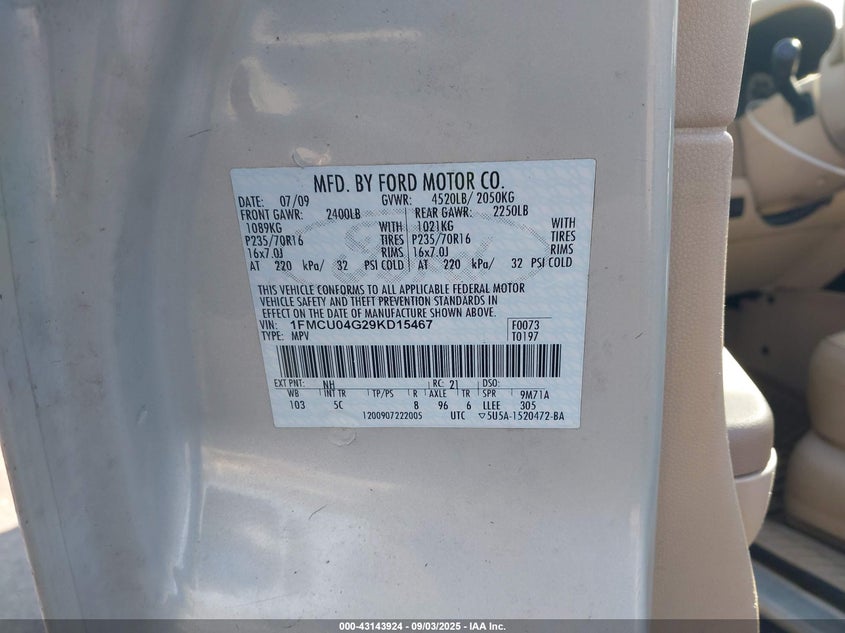 MFD. BY FORD MOTOR CO.
DATE: 07/09 GVWR: 4520LB/ 2050KG
FRONT GAWR: 2400LB REAR GAWR: 2250LB
1089KG WITH 1021KG WITH
P235/70R16 TIRES P235/70R16 TIRES
16x7.0J RIMS 16x7.0J RIMS
AT 220 kPa/ 32 PSI COLD AT 220 kPa/ 32 PSI COLD
THIS VEHICLE CONFORMS TO ALL APPLICABLE FEDERAL MOTOR
VEHICLE SAFETY AND THEFT PREVENTION STANDARDS IN
EFFECT ON THE DATE OF MANUFACTURE SHOWN ABOVE.
VIN: 1FMCU04G29KD15467 F0073
TYPE: MPV T0197
EXT PNT: NH RC: 21 DSO:
WB INT TR TP/PS R AXLE TR SPR 9M71A
103 5C 8 96 6 LLEE 305
1200907222005 UTC ▽5U5A-1520472-BA
000-43143924 - 09/03/2025 - IAA Inc.